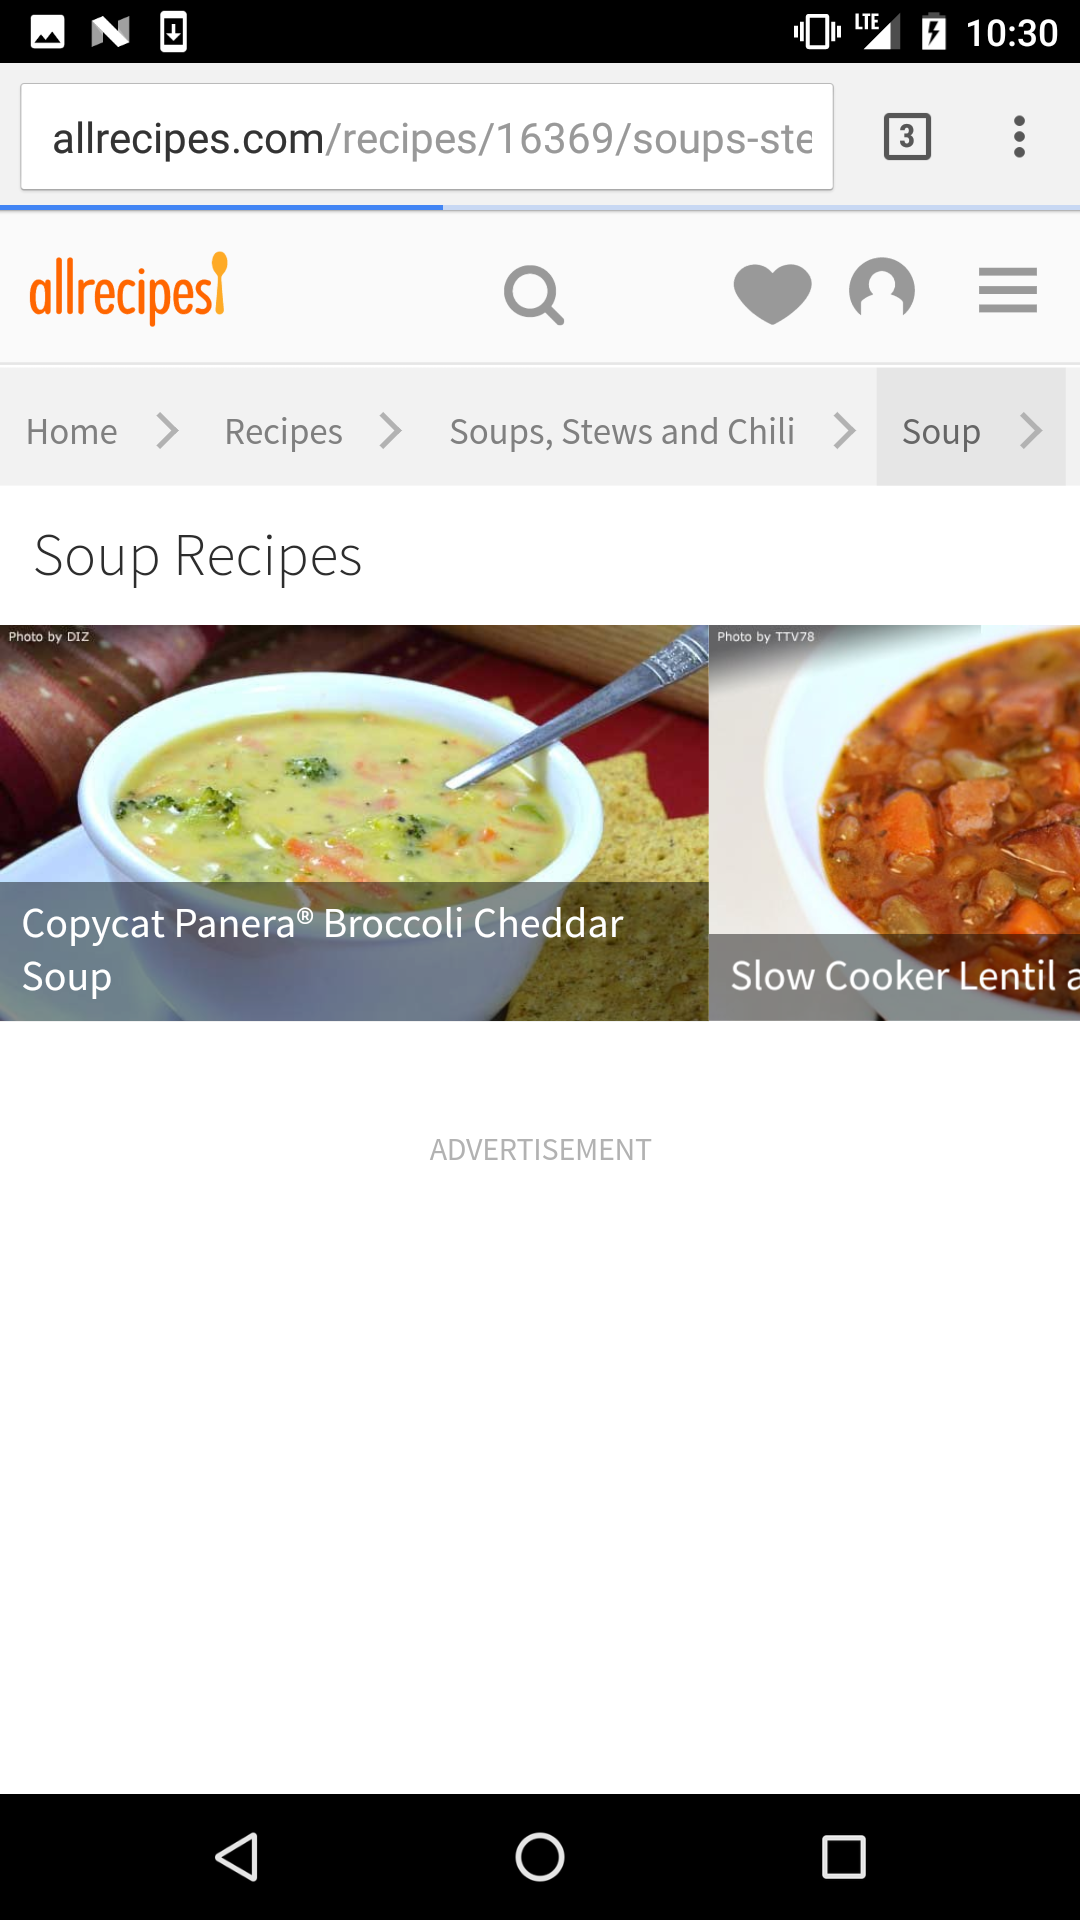 LTE 10:30
allrecipes.com/recipes/16369/soups-ste
3
allrecipes
Home Recipes Soups, Stews and Chili Soup
Soup Recipes
Photo by DIZ
Photo by TTV78
Copycat Panera® Broccoli Cheddar
Soup
Slow Cooker Lentil a
ADVERTISEMENT